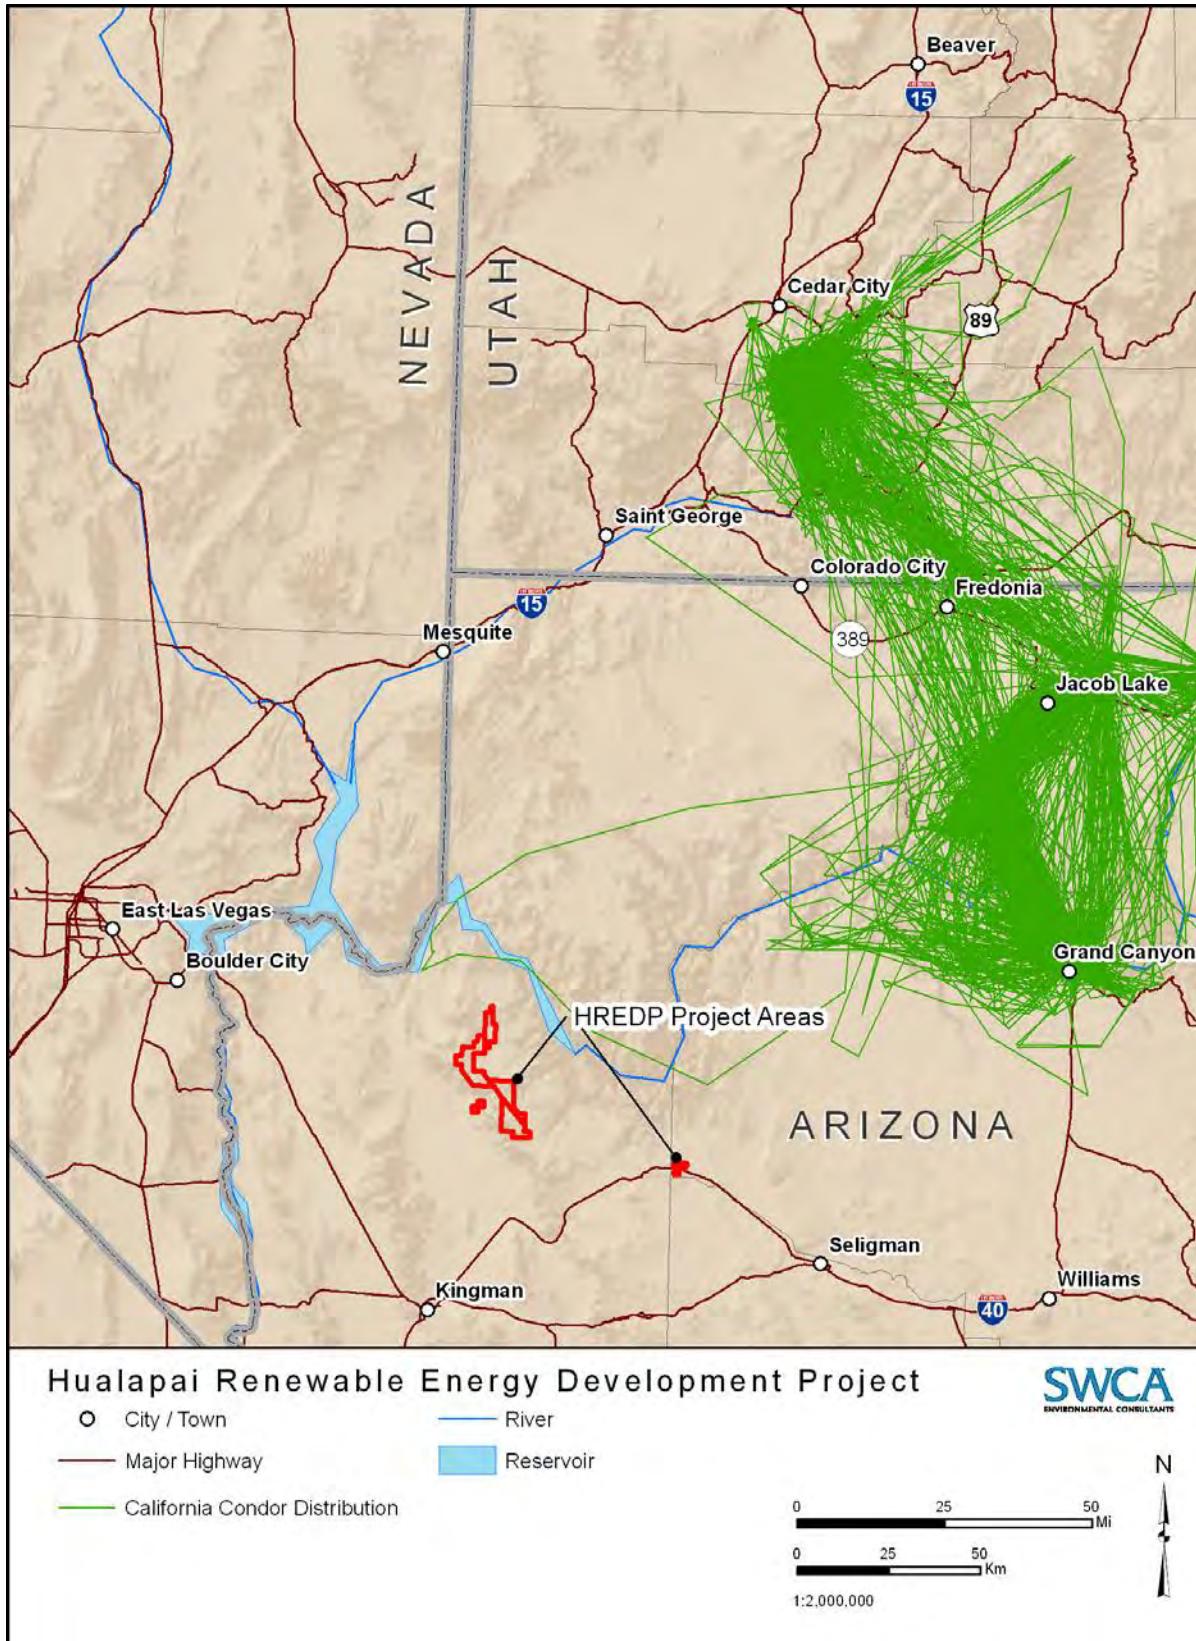 Beaver
15
NEVADA
UTAH
Cedar City
89
Saint George
Colorado City
Fredonia
15
389
Mesquite
Jacob Lake
East Las Vegas
Boulder City
Grand Canyon
HREDP Project Areas
ARIZONA
Seligman
Kingman
Williams
40
Hualapai Renewable Energy Development Project
SWCA
ENVIRONMENTAL CONSULTANTS
City / Town
River
Major Highway
Reservoir
California Condor Distribution
N
0 25 50
Mi
0 25 50
Km
1:2,000,000